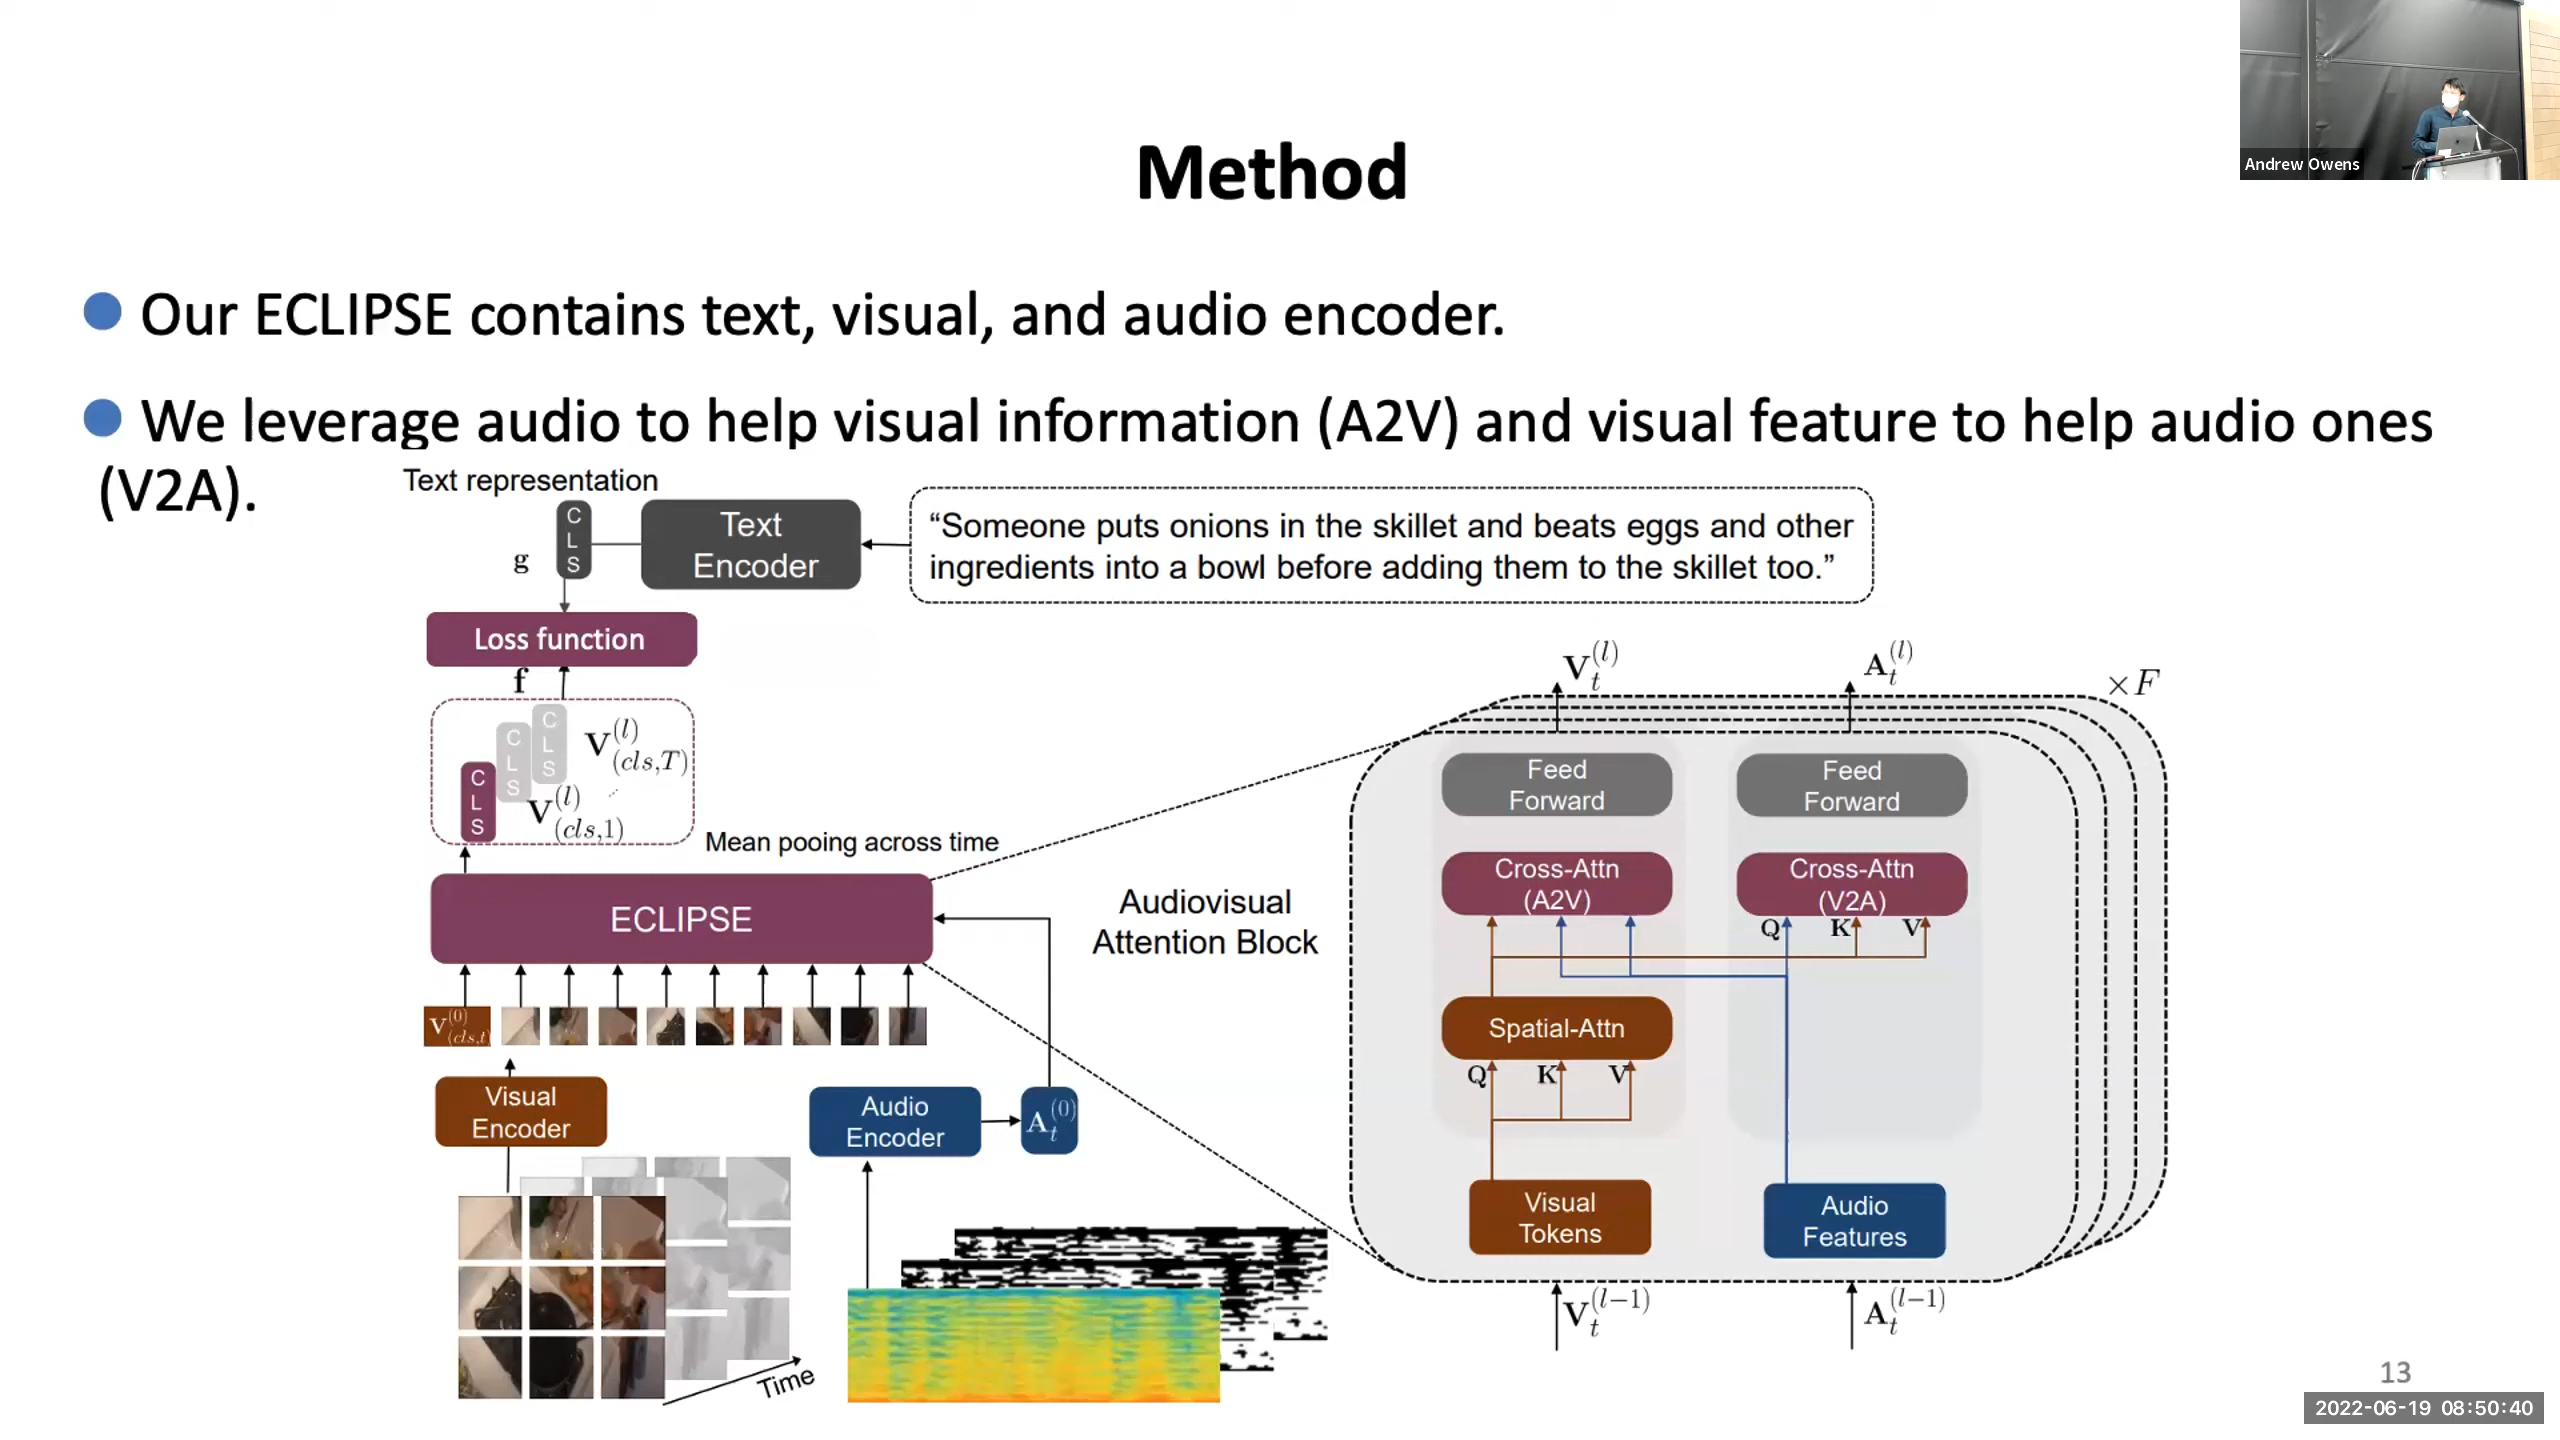 Andrew Owens
Method
Our ECLIPSE contains text, visual, and audio encoder.
We leverage audio to help visual information (A2V) and visual feature to help audio ones
(V2A).
Text representation
C
L
S
g
Text
Encoder
“Someone puts onions in the skillet and beats eggs and other
ingredients into a bowl before adding them to the skillet too.”
Loss function
f
C
L
S
C
L
S
C
L
S
V^{(l)}_{(cls,T)}
V^{(l)}_{(cls,1)}
Mean pooing across time
ECLIPSE
V^{(0)}_{(cls,t)}
Visual
Encoder
Audio
Encoder
A^{(0)}_t
Time
Audiovisual
Attention Block
V^{(l)}_t
A^{(l)}_t
×F
Feed
Forward
Feed
Forward
Cross-Attn
(A2V)
Cross-Attn
(V2A)
Q K V
Spatial-Attn
Q K V
Visual
Tokens
Audio
Features
V^{(l−1)}_t
A^{(l−1)}_t
13
2022-06-19 08:50:40